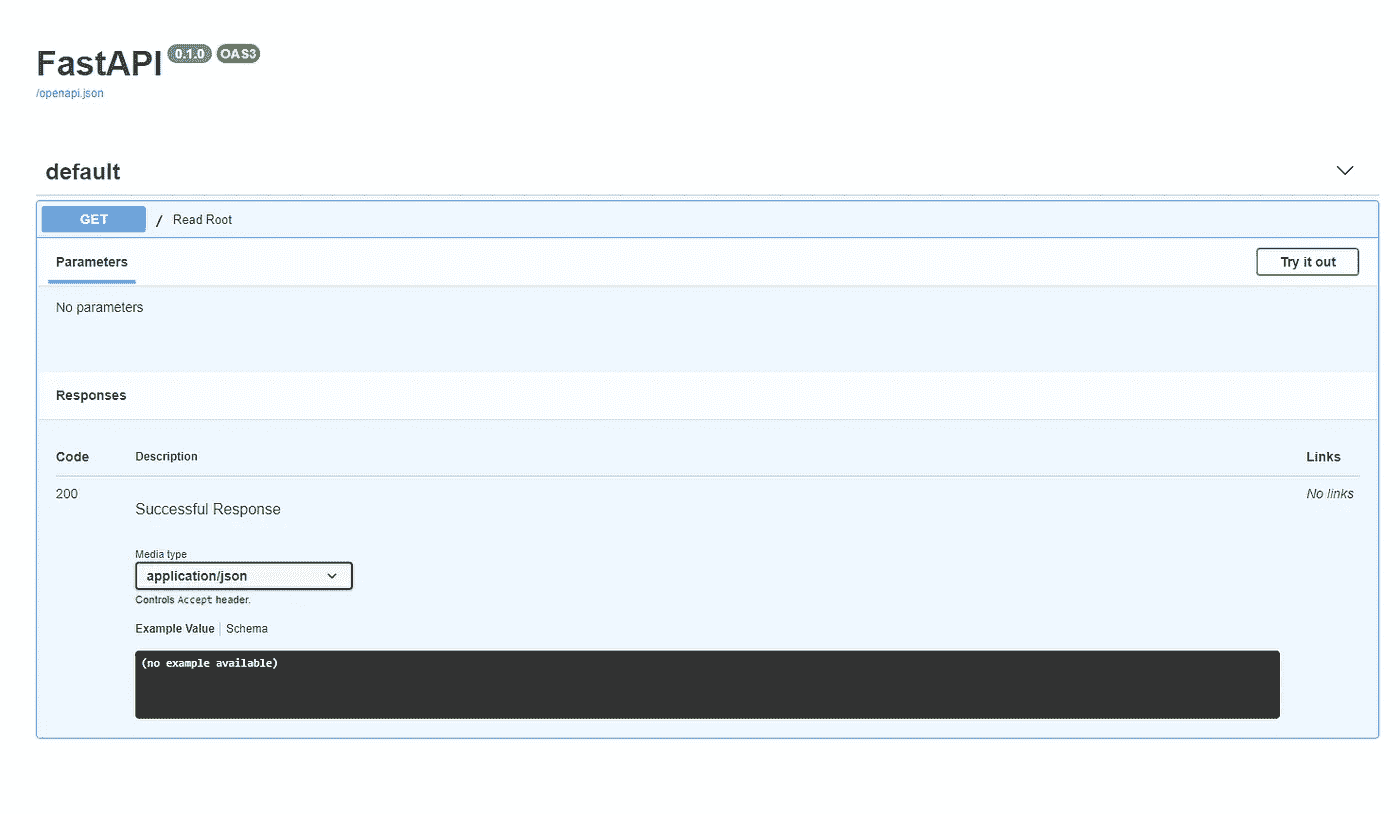 FastAPI 0.1.0 OAS3
/openapi.json
default
GET / Read Root
Parameters Try it out
No parameters
Responses
Code Description Links
200 Successful Response No links
Media type
application/json
Controls Accept header.
Example Value Schema
(no example available)